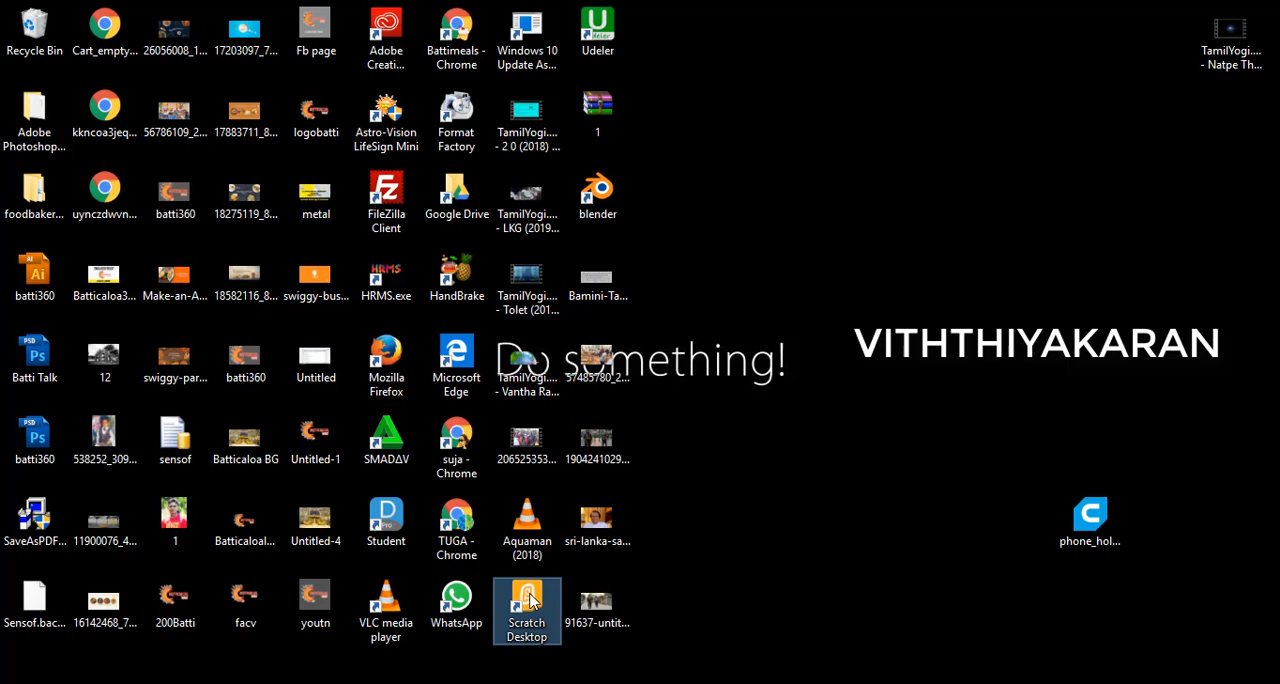 Recycle Bin
Cart_empty...
26056008_1...
17203097_7...
Fb page
Adobe
Creati...
Battimeals -
Chrome
Windows 10
Update As...
Udeler
TamilYogi....
- Natpe Th...
Adobe
Photoshop...
kkncoa3jeq...
56786109_2...
17883711_8...
logobatti
Astro-Vision
LifeSign Mini
Format
Factory
TamilYogi....
- 2 0 (2018) ...
1
foodbaker...
uynczdwvn...
batti360
18275119_8...
metal
FileZilla
Client
Google Drive
TamilYogi....
- LKG (2019...
blender
batti360
Batticaloa3...
Make-an-A...
18582116_8...
swiggy-bus...
HRMS.exe
HandBrake
TamilYogi....
- Tolet (201...
Bamini-Ta...
Batti Talk
12
swiggy-par...
batti360
Untitled
Mozilla
Firefox
Microsoft
Edge
TamilYogi....
- Vantha Ra...
57485780_2...
Do something!
VITHTHIYAKARAN
batti360
538252_309...
sensof
Batticaloa BG
Untitled-1
SMADΔV
suja -
Chrome
206525353...
1904241029...
SaveAsPDF...
11900076_4...
1
Batticaloal...
Untitled-4
Student
TUGA -
Chrome
Aquaman
(2018)
sri-lanka-sa...
phone_hol...
Sensof.bac...
16142468_7...
200Batti
facv
youtn
VLC media
player
WhatsApp
Scratch
Desktop
91637-untit...